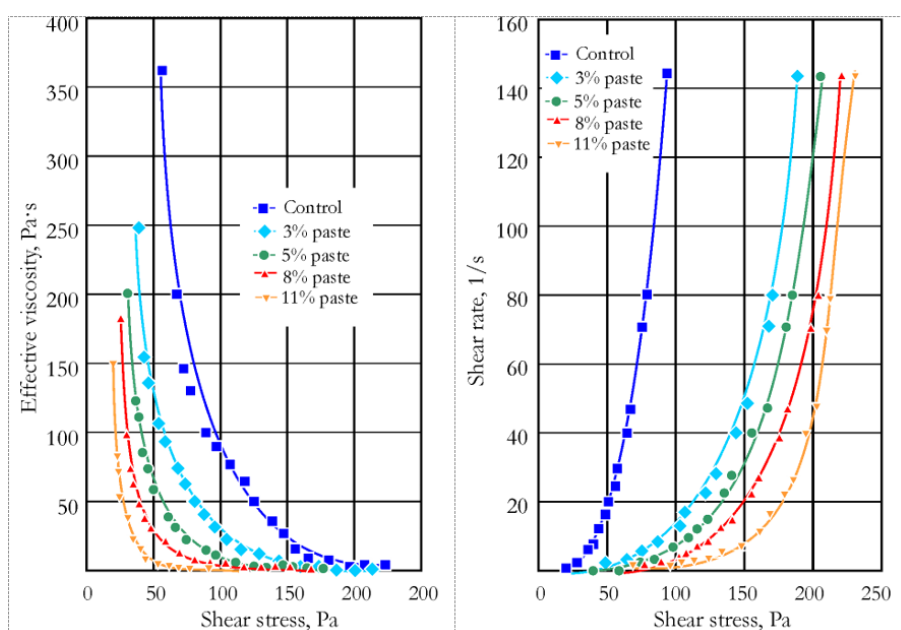 400
350
300
250
200
150
100
50
0
50
100
150
200
200
Effective viscosity, Pa·s
Shear stress, Pa
Control
3% paste
5% paste
8% paste
11% paste
160
140
120
100
80
60
40
20
0
50
100
150
200
250
Shear rate, 1/s
Shear stress, Pa
Control
3% paste
5% paste
8% paste
11% paste